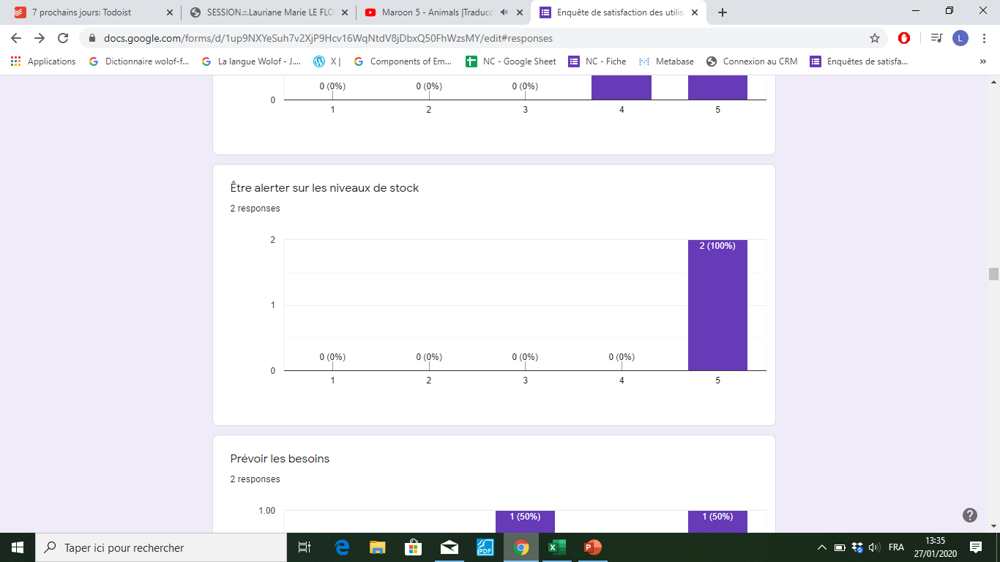 7 prochains jours: Todoist
SESSION.::.Lauriane Marie LE FLO
Maroon 5 - Animals |Traducc
Enquête de satisfaction des utilis
docs.google.com/forms/d/1up9NXYeSuh7v2XjP9Hcv16WqNtdV8jDbxQ50FhWzsMY/edit#responses
L
Applications
Dictionnaire wolof-f...
La langue Wolof - J....
X |
Components of Em...
NC - Google Sheet
NC - Fiche
Metabase
Connexion au CRM
Enquêtes de satisfa...
»
0 (0%) 0 (0%) 0 (0%)
0
1 2 3 4 5
Être alerter sur les niveaux de stock
2 responses
2
2 (100%)
1
0 (0%) 0 (0%) 0 (0%) 0 (0%)
0
1 2 3 4 5
Prévoir les besoins
2 responses
1.00
1 (50%) 1 (50%)
?
Taper ici pour rechercher
PDF
FRA
13:35
27/01/2020